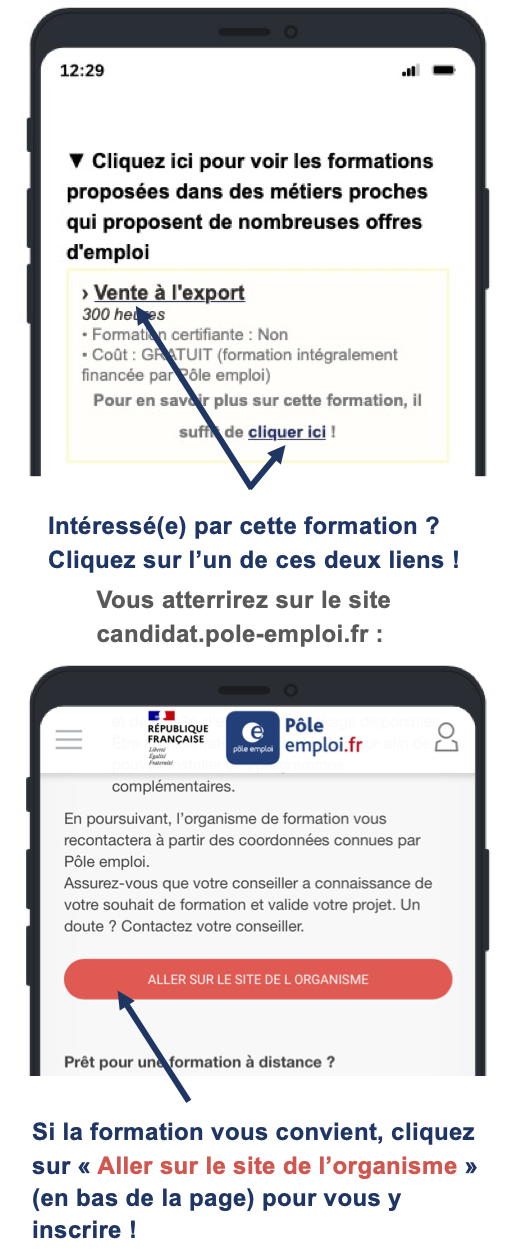 12:29
▼ Cliquez ici pour voir les formations
proposées dans des métiers proches
qui proposent de nombreuses offres
d'emploi
› Vente à l'export
300 heures
• Formation certifiante : Non
• Coût : GRATUIT (formation intégralement
financée par Pôle emploi)
Pour en savoir plus sur cette formation, il
suffit de cliquer ici !
Intéressé(e) par cette formation ?
Cliquez sur l’un de ces deux liens !
Vous atterrirez sur le site
candidat.pole-emploi.fr :
RÉPUBLIQUE
FRANÇAISE
Liberté
Égalité
Fraternité
pôle emploi
Pôle
emploi.fr
complémentaires.
En poursuivant, l’organisme de formation vous
recontactera à partir des coordonnées connues par
Pôle emploi.
Assurez-vous que votre conseiller a connaissance de
votre souhait de formation et valide votre projet. Un
doute ? Contactez votre conseiller.
ALLER SUR LE SITE DE L ORGANISME
Prêt pour une formation à distance ?
Si la formation vous convient, cliquez
sur « Aller sur le site de l’organisme »
(en bas de la page) pour vous y
inscrire !